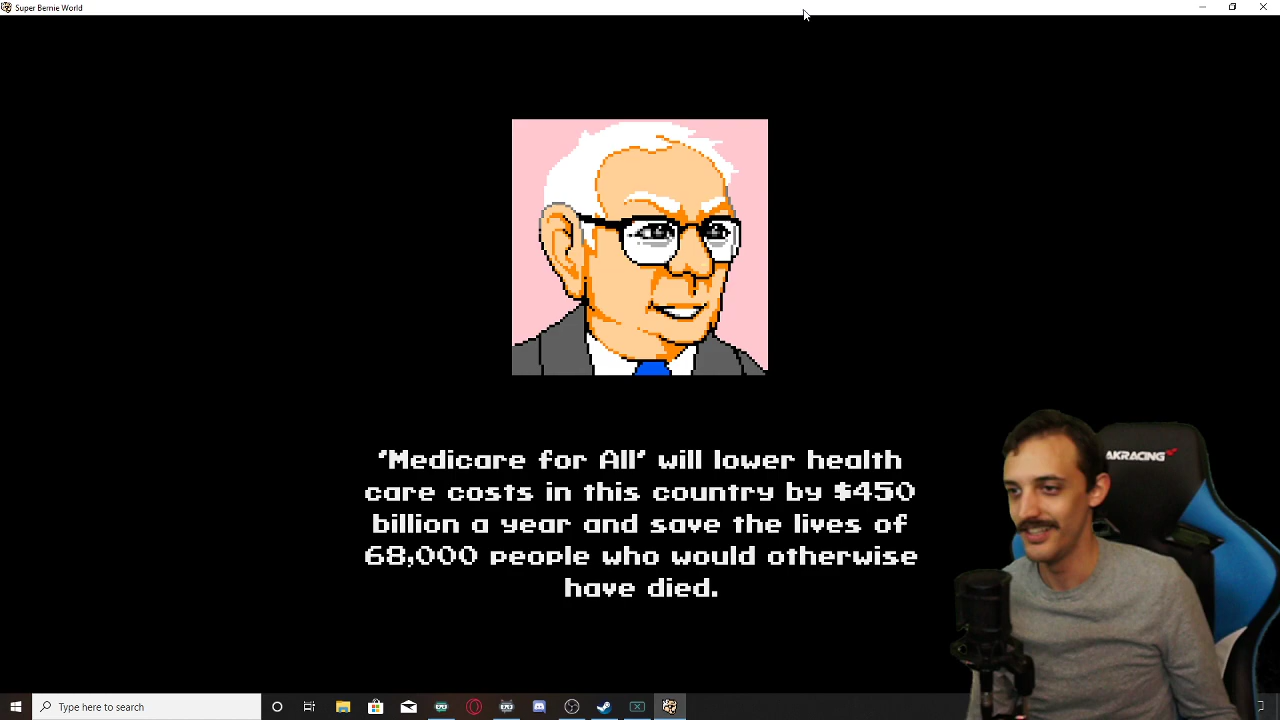 Super Bernie World
'Medicare for All' will lower health
care costs in this country by $450
billion a year and save the lives of
68,000 people who would otherwise
have died.
AKRACING
Type here to search